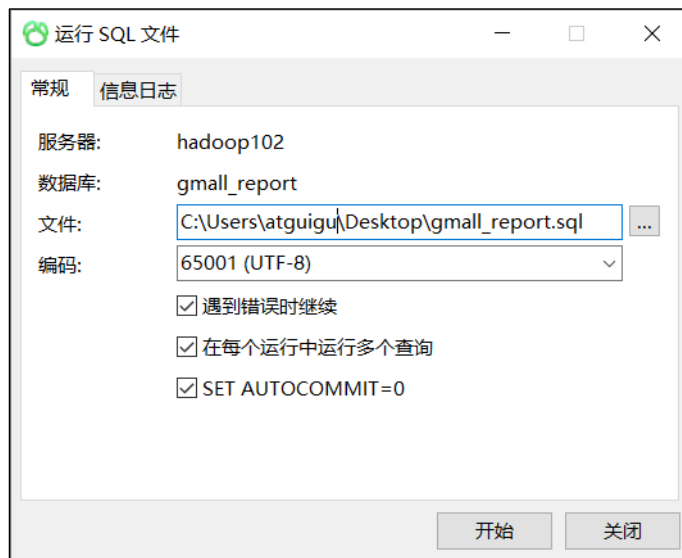 运行 SQL 文件
常规 信息日志
服务器: hadoop102
数据库: gmall_report
文件: C:\Users\atguigu\Desktop\gmall_report.sql ...
编码: 65001 (UTF-8)
遇到错误时继续
在每个运行中运行多个查询
SET AUTOCOMMIT=0
开始 关闭